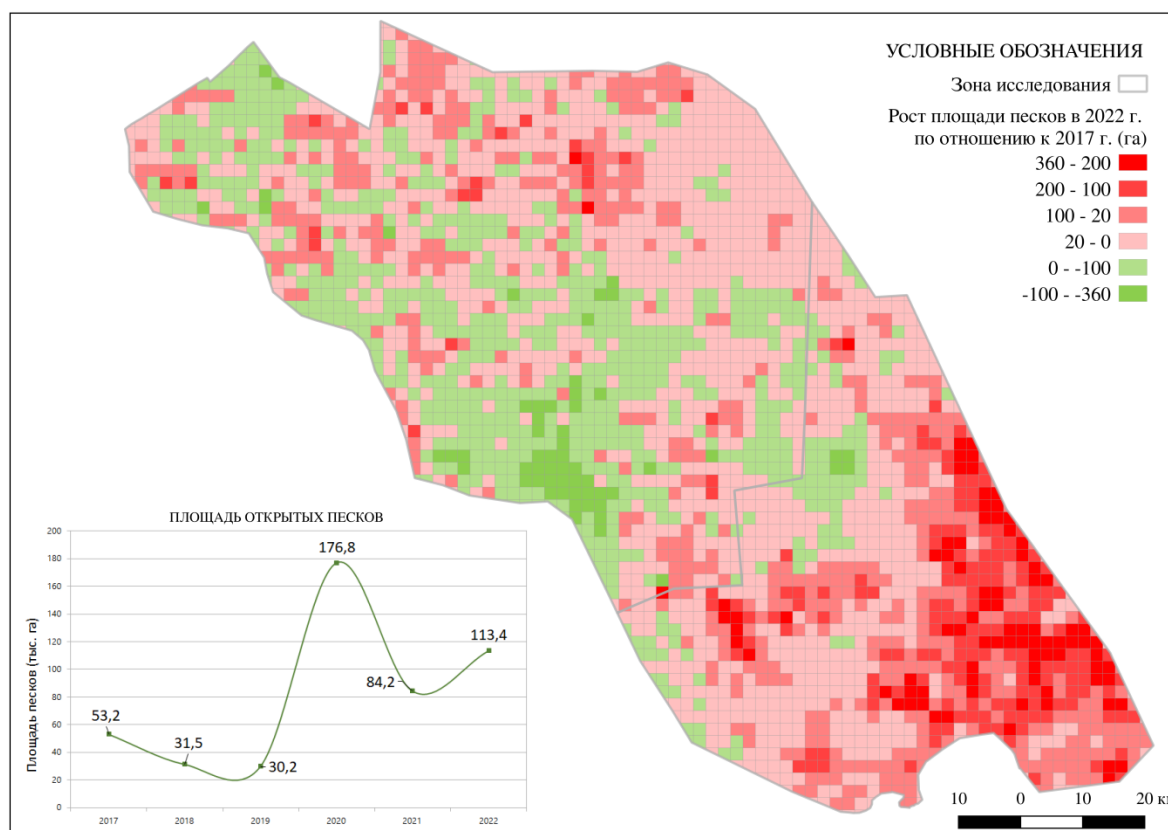 УСЛОВНЫЕ ОБОЗНАЧЕНИЯ
Зона исследования
Рост площади песков в 2022 г.
по отношению к 2017 г. (га)
360 - 200
200 - 100
100 - 20
20 - 0
0 - -100
-100 - -360
ПЛОЩАДЬ ОТКРЫТЫХ ПЕСКОВ
Площадь песков (тыс. га)
200
180
160
140
120
100
80
60
40
20
0
53,2
31,5
30,2
176,8
84,2
113,4
2017
2018
2019
2020
2021
2022
10 0 10 20 км